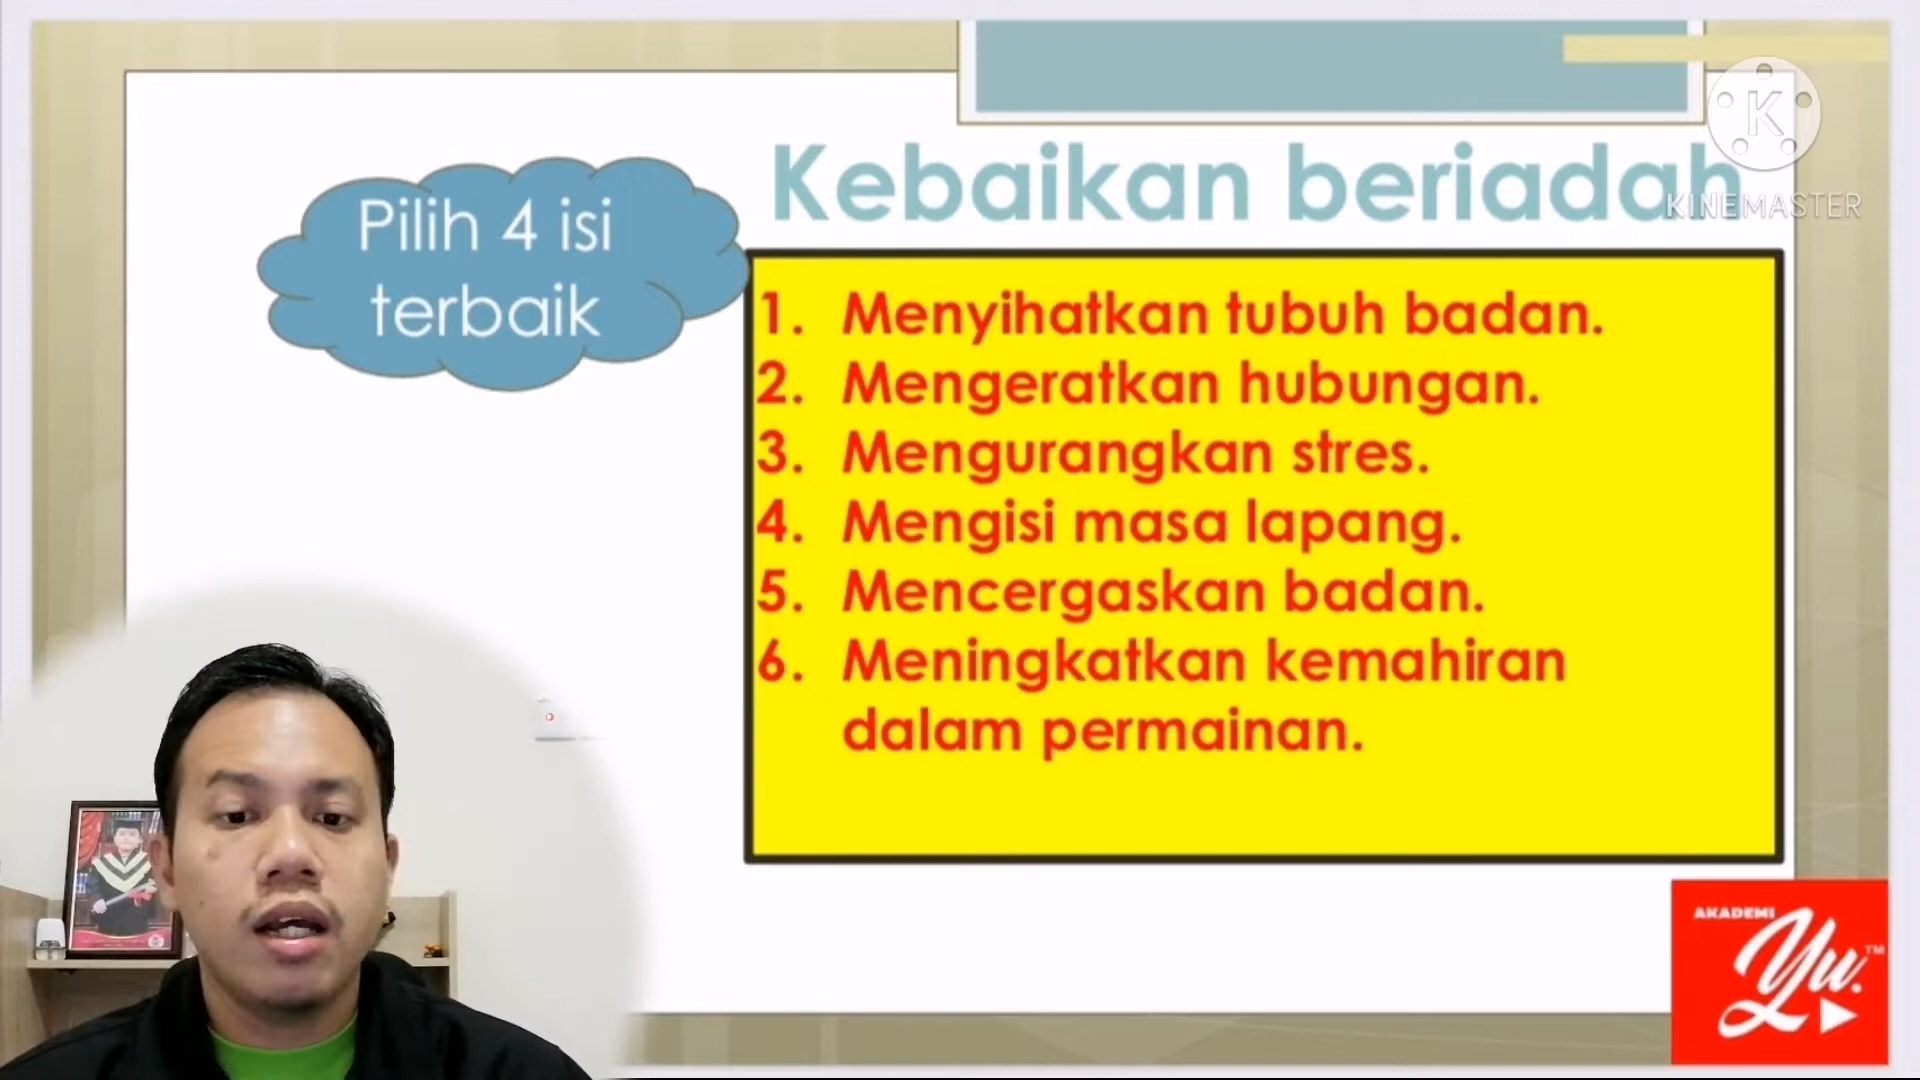 Pilih 4 isi
terbaik
Kebaikan beriadah
KINEMASTER
1. Menyihatkan tubuh badan.
2. Mengeratkan hubungan.
3. Mengurangkan stres.
4. Mengisi masa lapang.
5. Mencergaskan badan.
6. Meningkatkan kemahiran
dalam permainan.
AKADEMI
Yu.
TM